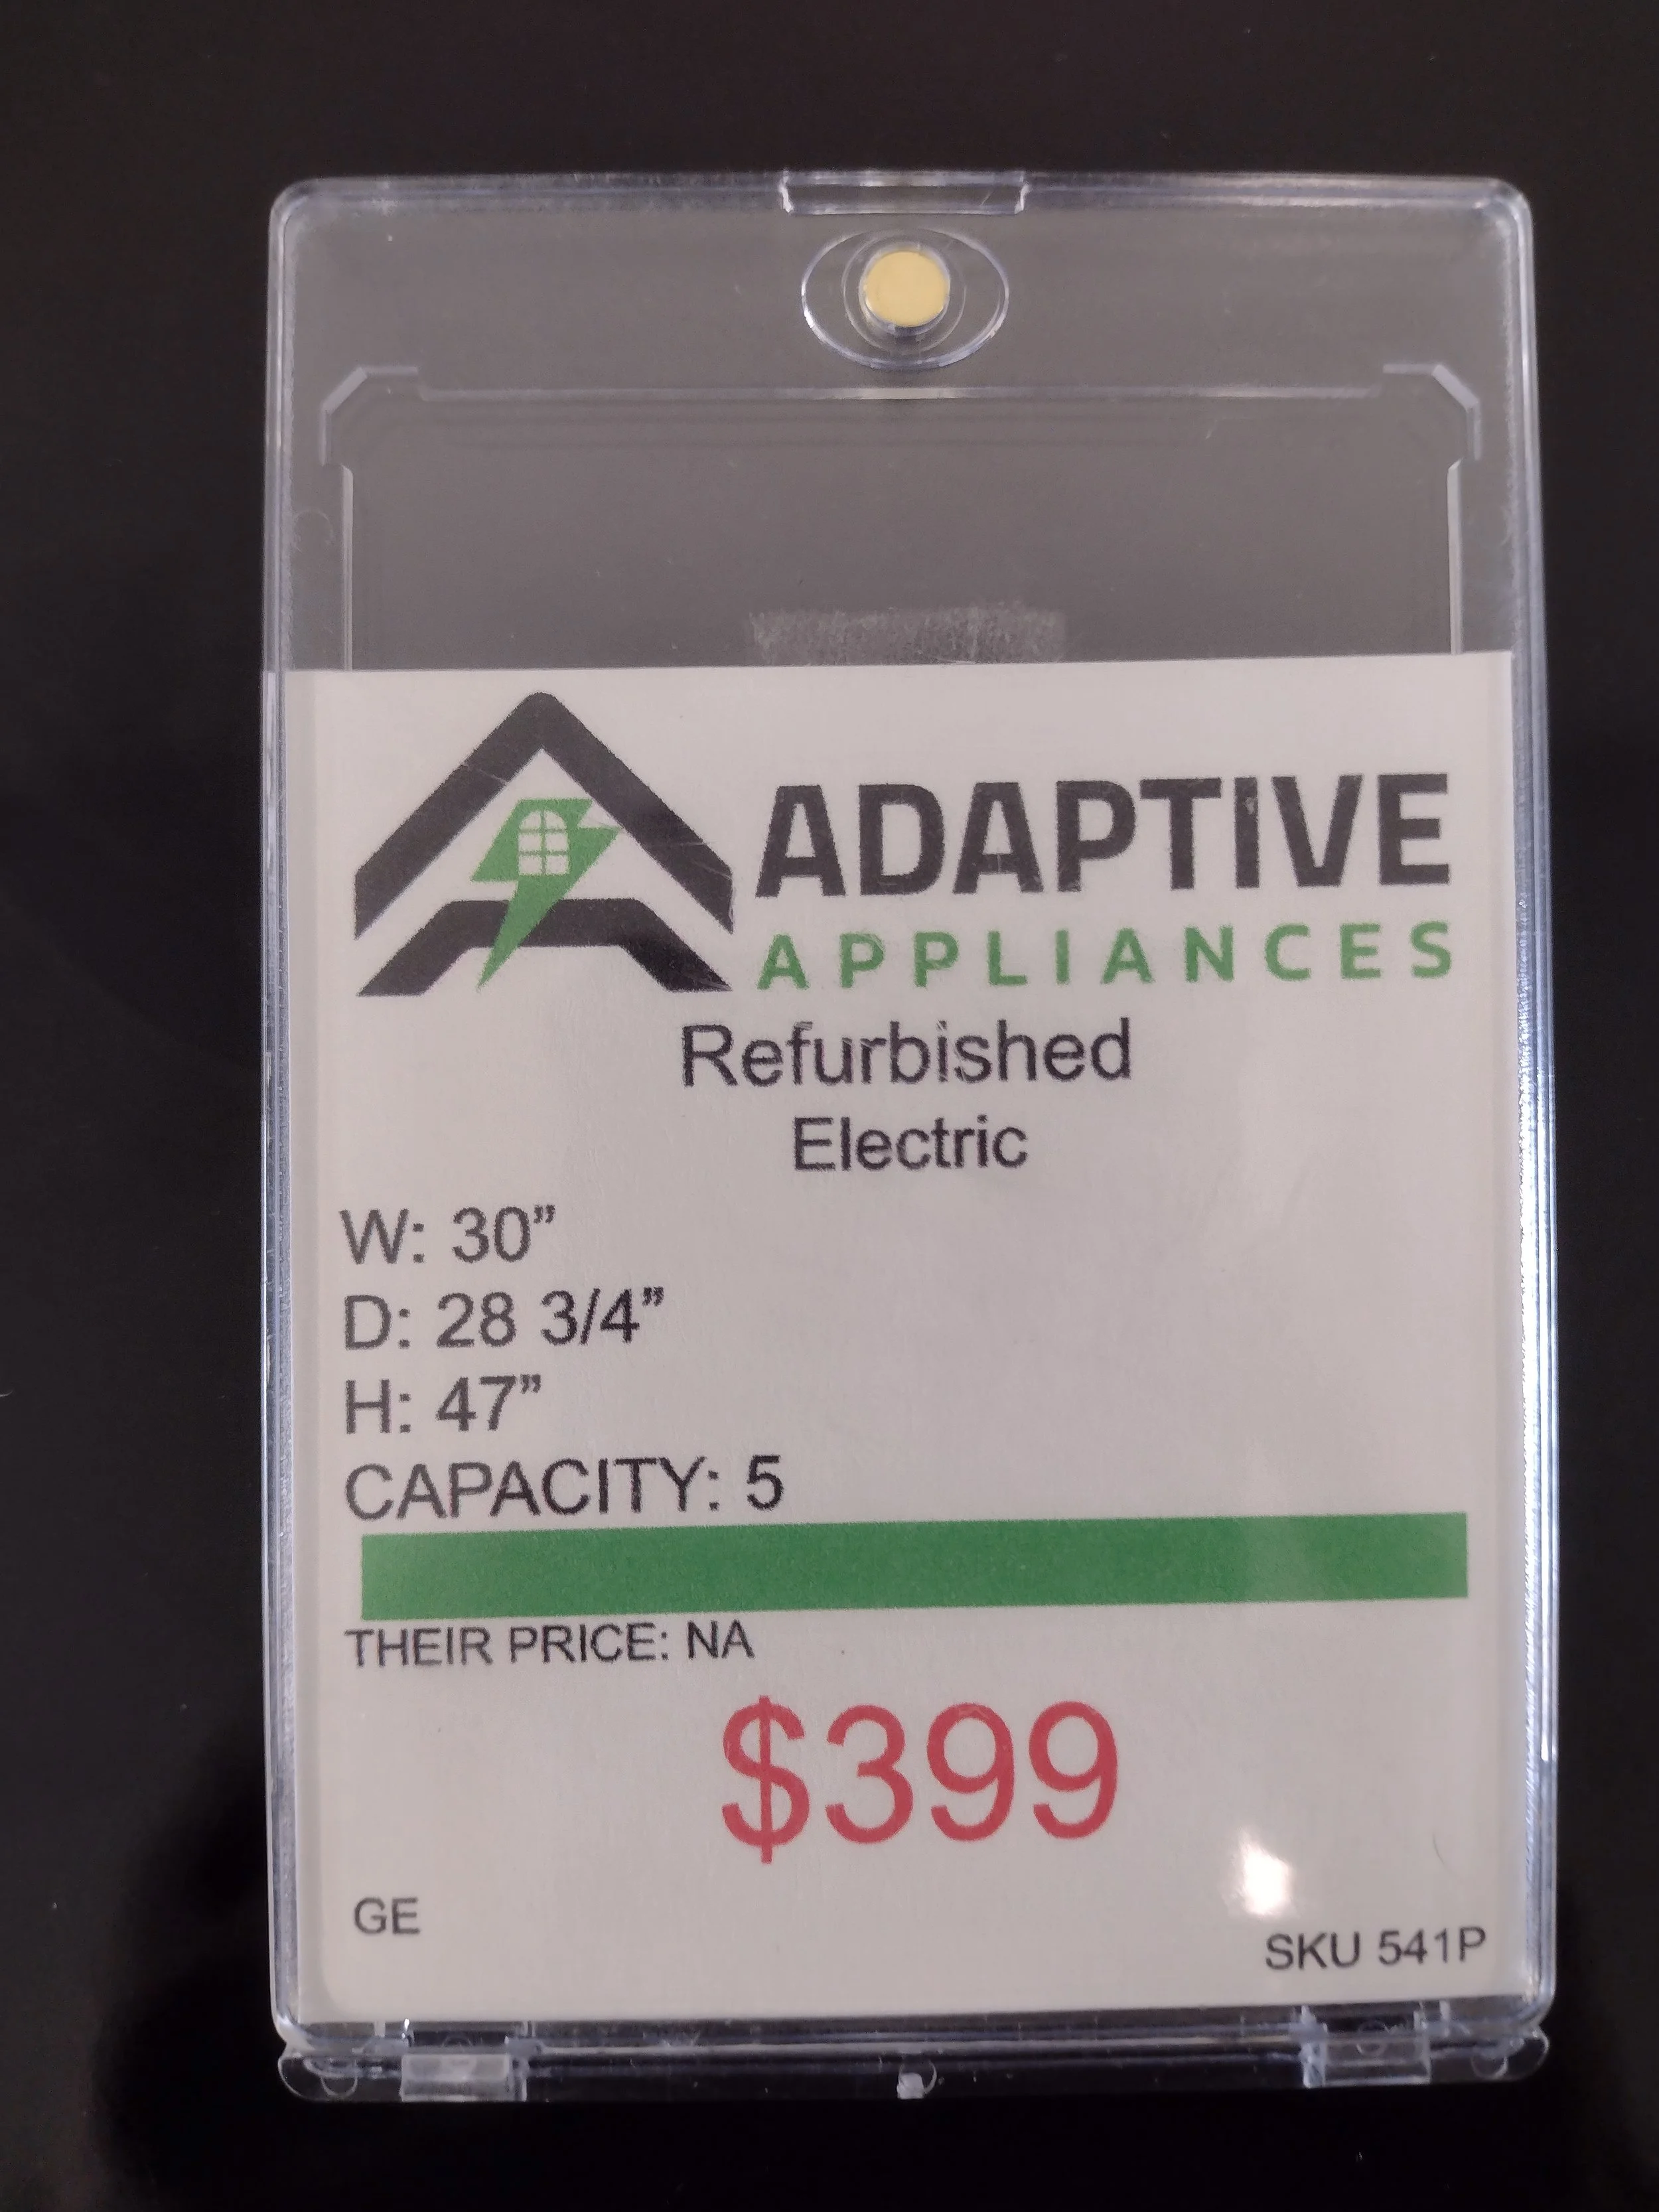 ADAPTIVE
APPLIANCES
Refurbished
Electric
W: 30”
D: 28 3/4”
H: 47”
CAPACITY: 5
THEIR PRICE: NA
$399
GE
SKU 541P